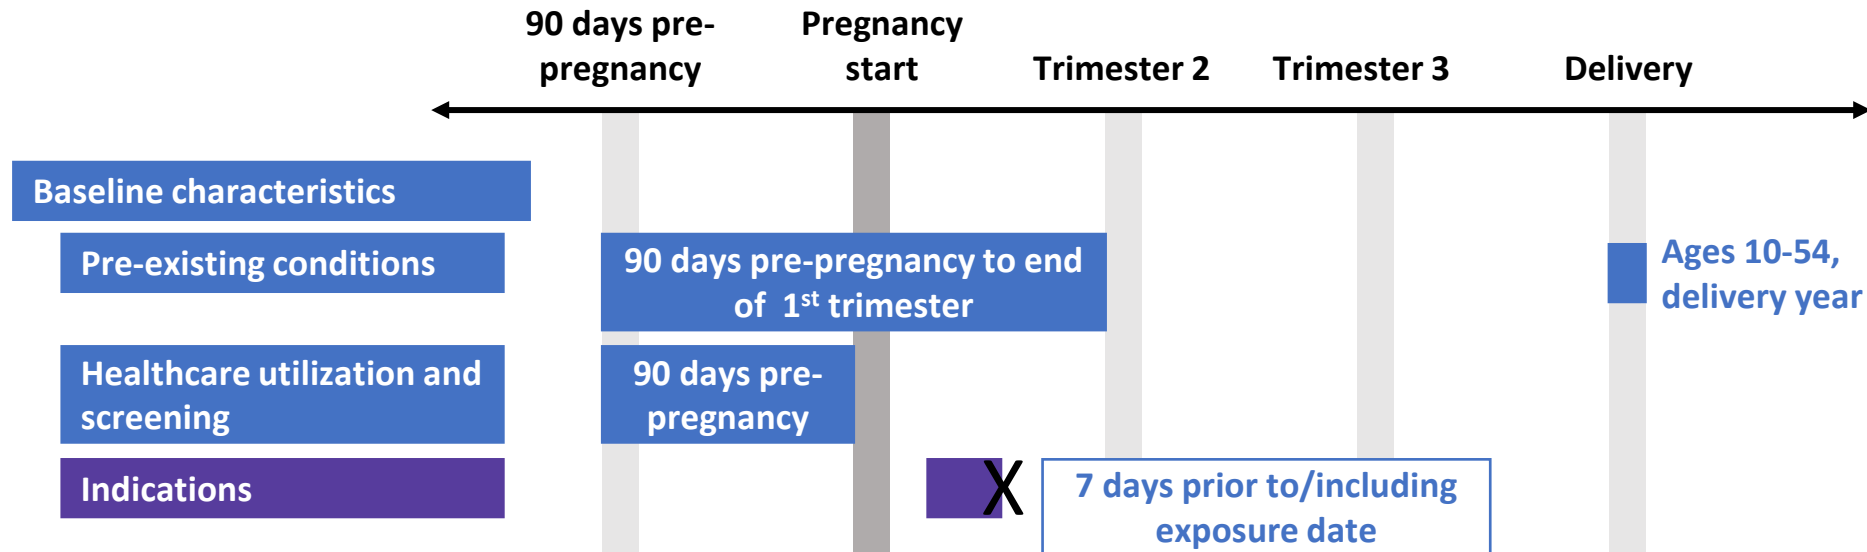 90 days pre-
pregnancy
Pregnancy
start
Trimester 2
Trimester 3
Delivery
Baseline characteristics
Pre-existing conditions
90 days pre-pregnancy to end
of 1st trimester
Ages 10-54,
delivery year
Healthcare utilization and
screening
90 days pre-
pregnancy
Indications
X
7 days prior to/including
exposure date